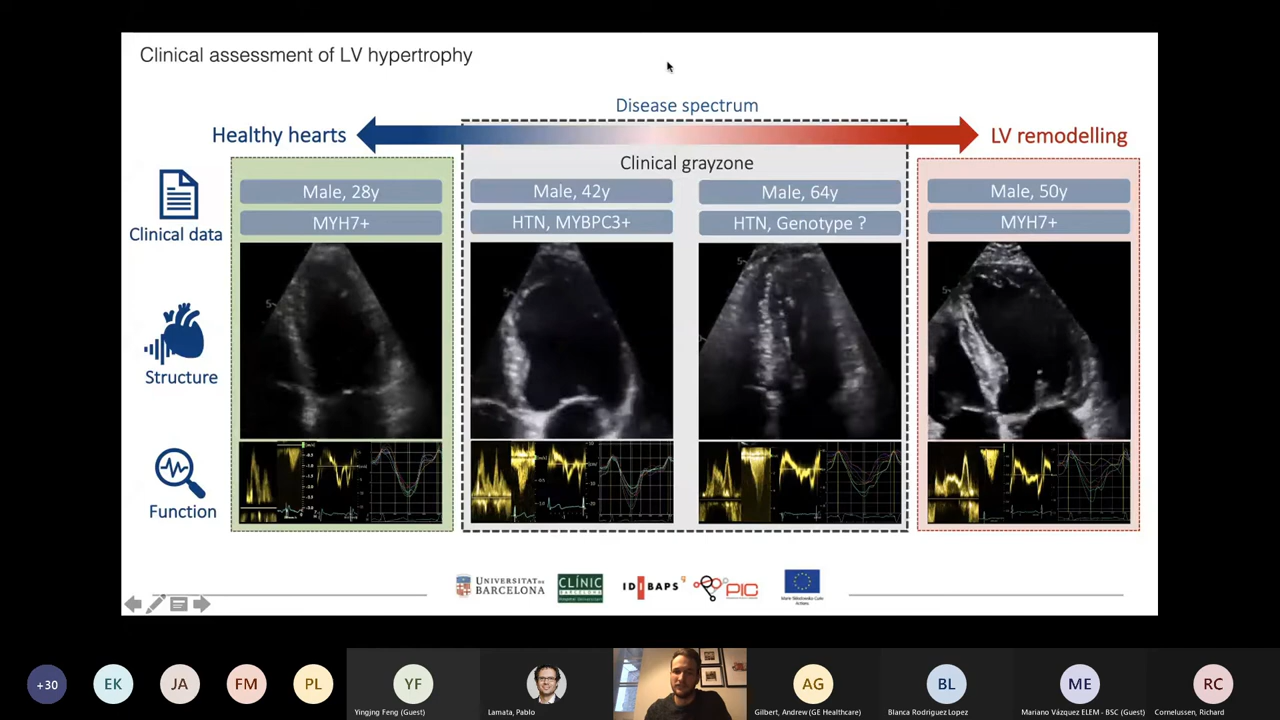 Clinical assessment of LV hypertrophy
Disease spectrum
Healthy hearts
LV remodelling
Clinical grayzone
Clinical data
Male, 28y
MYH7+
Male, 42y
HTN, MYBPC3+
Male, 64y
HTN, Genotype ?
Male, 50y
MYH7+
Structure
Function
UNIVERSITAT DE
BARCELONA
CLÍNIC
IDIBAPS
PIC
+30
EK
JA
FM
PL
YF
Yingjng Feng (Guest)
Lamata, Pablo
AG
Gilbert, Andrew (GE Healthcare)
BL
Blanca Rodriguez Lopez
ME
Mariano Vázquez ELEM - BSC (Guest)
RC
Cornelussen, Richard